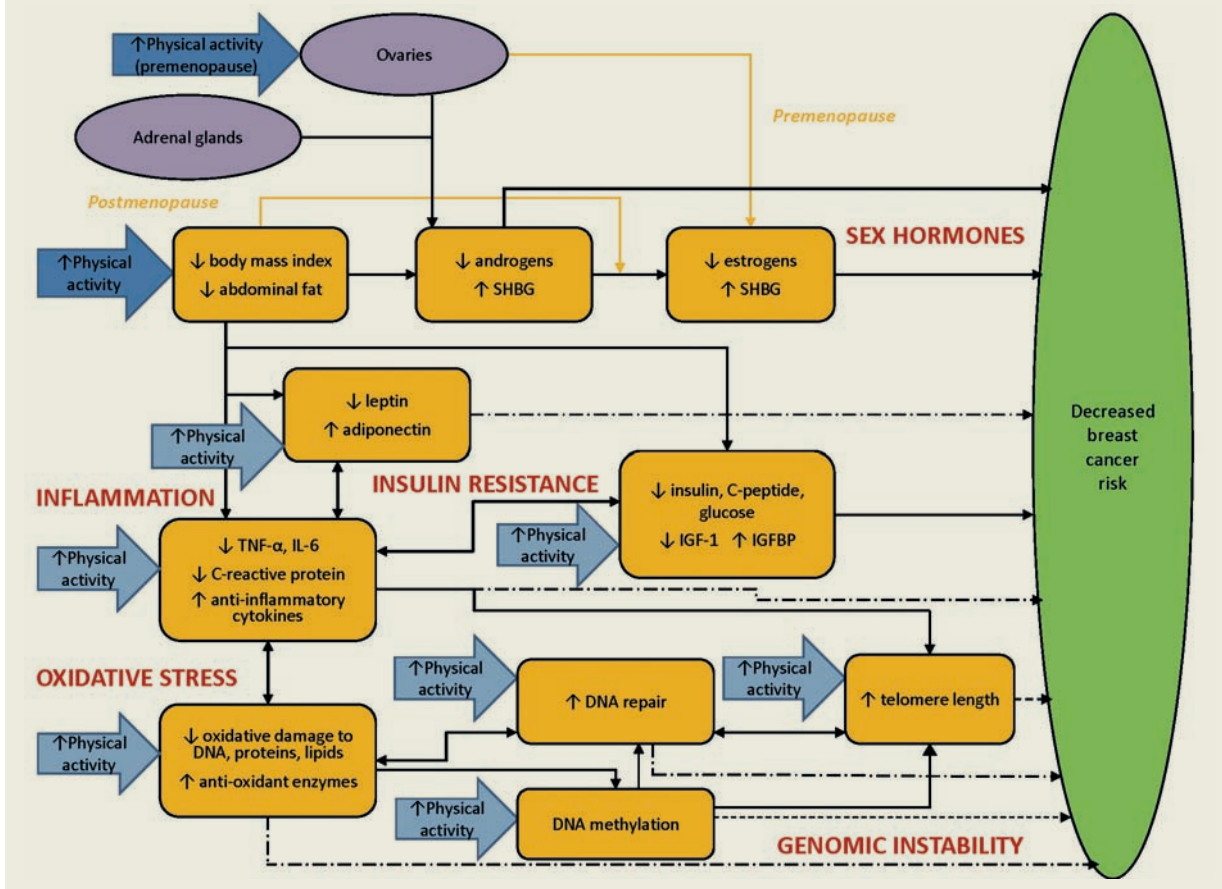 ↑Physical activity
(premenopause)
Ovaries
Adrenal glands
Premenopause
Postmenopause
↑Physical
activity
↓ body mass index
↓ abdominal fat
↓ androgens
↑ SHBG
↓ estrogens
↑ SHBG
SEX HORMONES
↓ leptin
↑ adiponectin
↑Physical
activity
Decreased
breast
cancer
risk
INFLAMMATION
INSULIN RESISTANCE
↓ insulin, C-peptide,
glucose
↓ IGF-1 ↑ IGFBP
↑Physical
activity
↑Physical
activity
↓ TNF-α, IL-6
↓ C-reactive protein
↑ anti-inflammatory
cytokines
OXIDATIVE STRESS
↑Physical
activity
↑ DNA repair
↑Physical
activity
↑ telomere length
↑Physical
activity
↓ oxidative damage to
DNA, proteins, lipids
↑ anti-oxidant enzymes
↑Physical
activity
DNA methylation
GENOMIC INSTABILITY